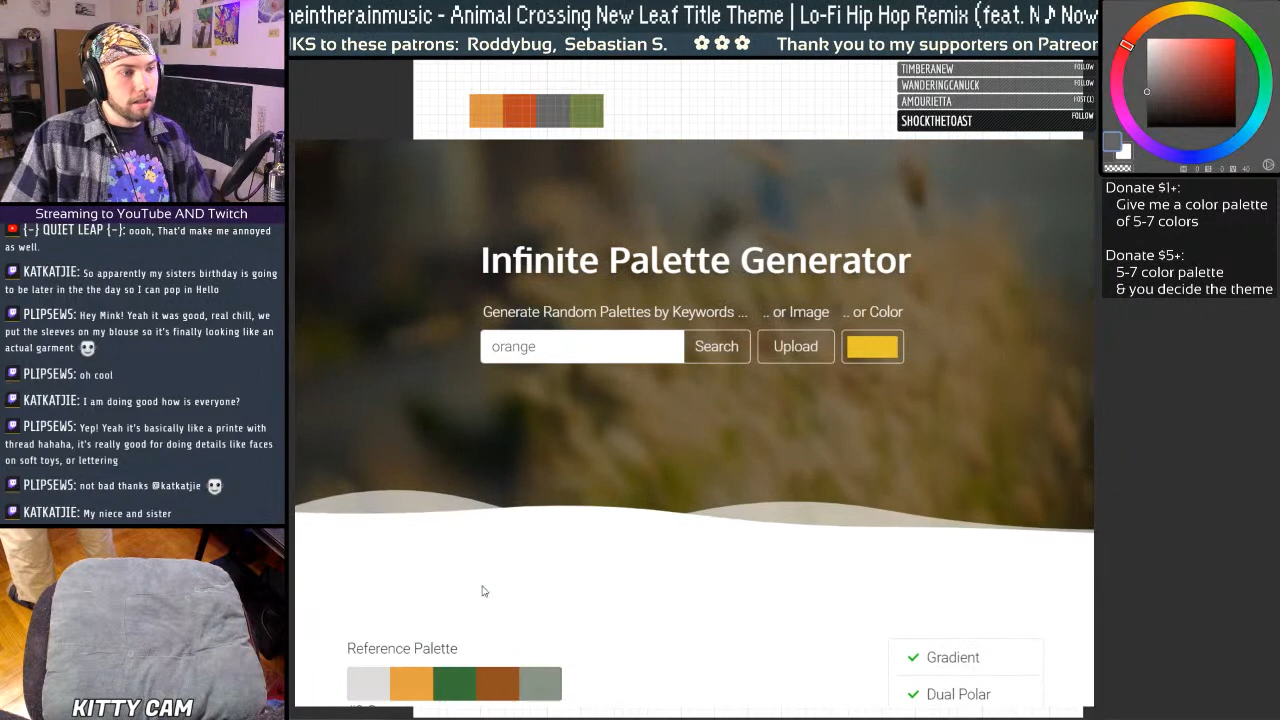 neintherainmusic - Animal Crossing New Leaf Title Theme | Lo-Fi Hip Hop Remix (feat. N♪ Now
KS to these patrons: Roddybug, Sebastian S. ✿ ✿ ✿ Thank you to my supporters on Patreon
TIMBERANEW FOLLOW
WANDERINGCANUCK FOLLOW
AMOURIETTA HOST(1)
SHOCKTHETOAST FOLLOW
Donate $1+:
Give me a color palette
of 5-7 colors
Donate $5+:
5-7 color palette
& you decide the theme
Streaming to YouTube AND Twitch
{-} QUIET LEAP {-}: oooh, That'd make me annoyed
as well.
KATKATJIE: So apparently my sisters birthday is going
to be later in the the day so I can pop in Hello
PLIPSEWS: Hey Mink! Yeah it was good, real chill, we
put the sleeves on my blouse so it's finally looking like an
actual garment
PLIPSEWS: oh cool
KATKATJIE: I am doing good how is everyone?
PLIPSEWS: Yep! Yeah it's basically like a printe with
thread hahaha, it's really good for doing details like faces
on soft toys, or lettering
PLIPSEWS: not bad thanks @katkatjie
KATKATJIE: My niece and sister
KITTY CAM
Infinite Palette Generator
Generate Random Palettes by Keywords ... .. or Image .. or Color
orange Search Upload
Reference Palette
Gradient
Dual Polar